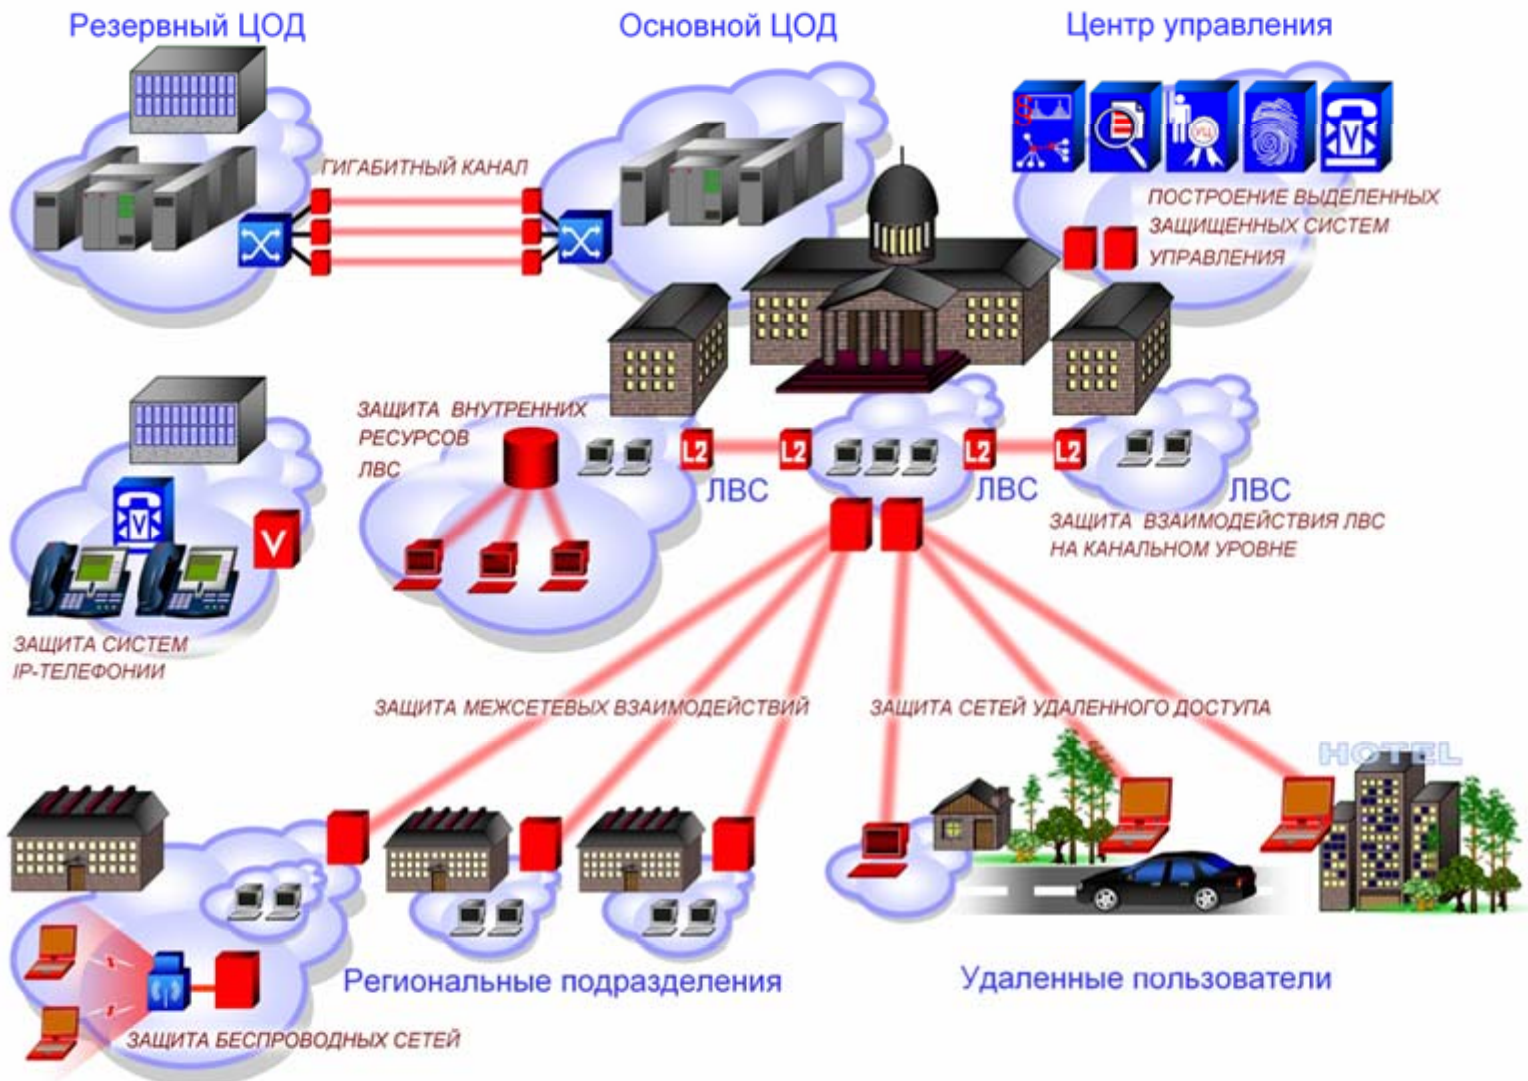 Резервный ЦОД
Основной ЦОД
Центр управления
ГИГАБИТНЫЙ КАНАЛ
УЦ
V
ПОСТРОЕНИЕ ВЫДЕЛЕННЫХ
ЗАЩИЩЕННЫХ СИСТЕМ
УПРАВЛЕНИЯ
ЗАЩИТА ВНУТРЕННИХ
РЕСУРСОВ
ЛВС
L2
L2
L2
L2
ЛВС
ЛВС
ЛВС
ЗАЩИТА ВЗАИМОДЕЙСТВИЯ ЛВС
НА КАНАЛЬНОМ УРОВНЕ
V
V
ЗАЩИТА СИСТЕМ
IP-ТЕЛЕФОНИИ
ЗАЩИТА МЕЖСЕТЕВЫХ ВЗАИМОДЕЙСТВИЙ
ЗАЩИТА СЕТЕЙ УДАЛЕННОГО ДОСТУПА
HOTEL
Региональные подразделения
Удаленные пользователи
ЗАЩИТА БЕСПРОВОДНЫХ СЕТЕЙ